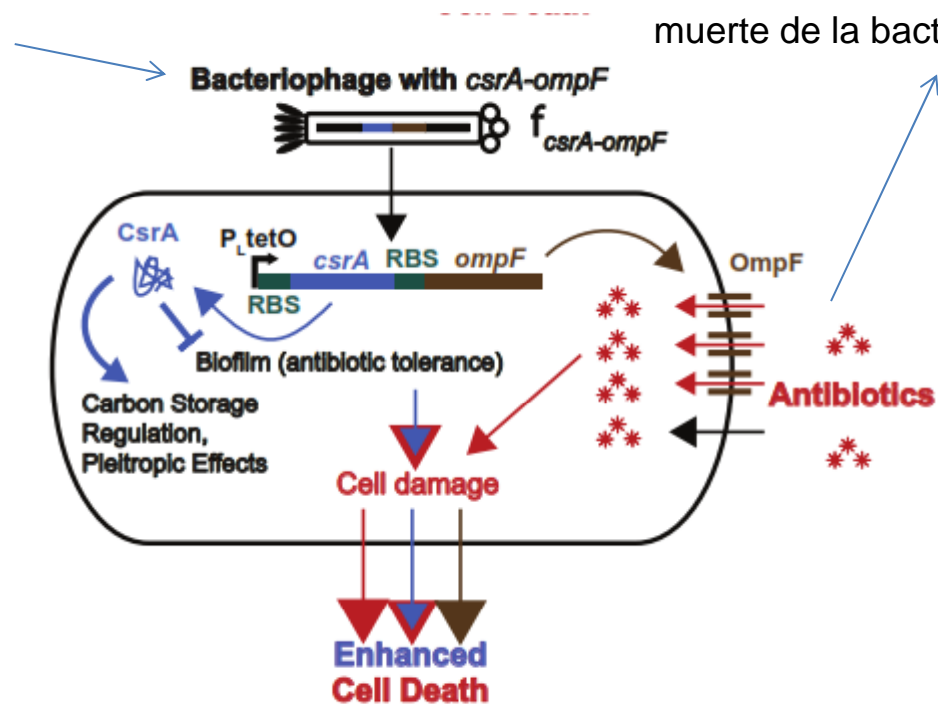 muerte de la bact
Bacteriophage with csrA-ompF
f csrA-ompF
CsrA
PLtetO
csrA
RBS
ompF
OmpF
RBS
Biofilm (antibiotic tolerance)
Carbon Storage
Regulation,
Pleitropic Effects
Antibiotics
Cell damage
Enhanced
Cell Death